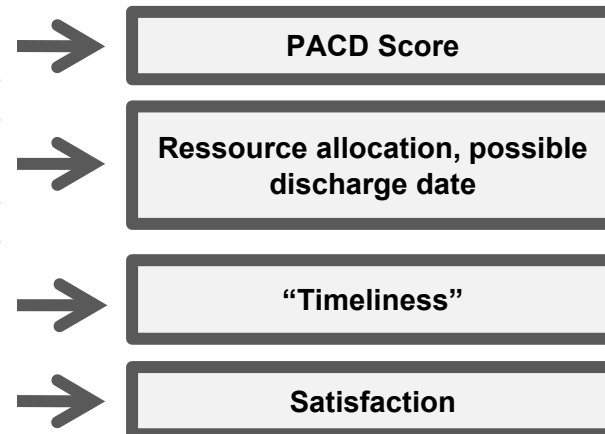 PACD Score
Ressource allocation, possible
discharge date
“Timeliness”
Satisfaction